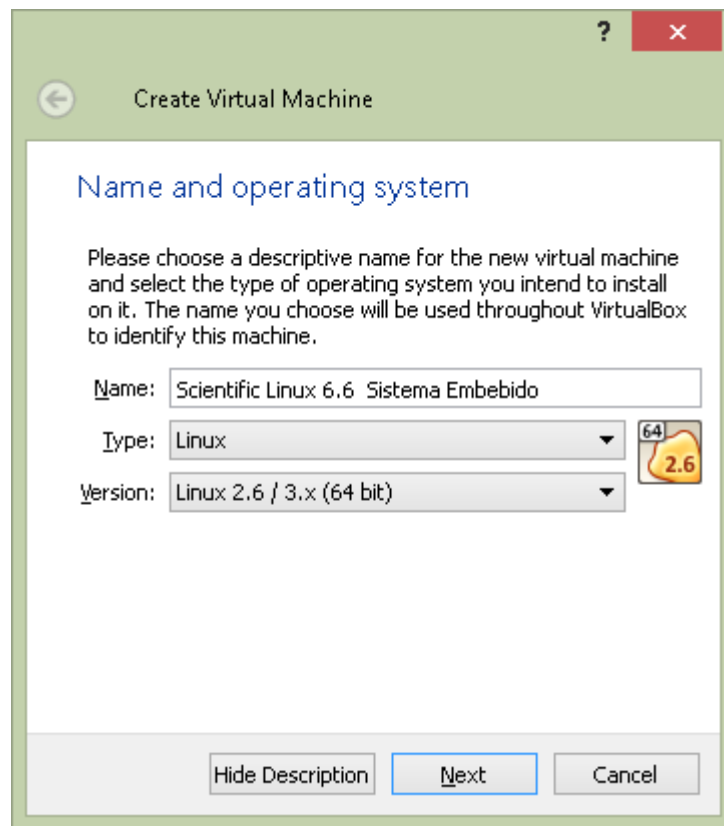 ?
Create Virtual Machine
Name and operating system
Please choose a descriptive name for the new virtual machine
and select the type of operating system you intend to install
on it. The name you choose will be used throughout VirtualBox
to identify this machine.
Name: Scientific Linux 6.6  Sistema Embebido
Type: Linux
64
2.6
Version: Linux 2.6 / 3.x (64 bit)
Hide Description Next Cancel